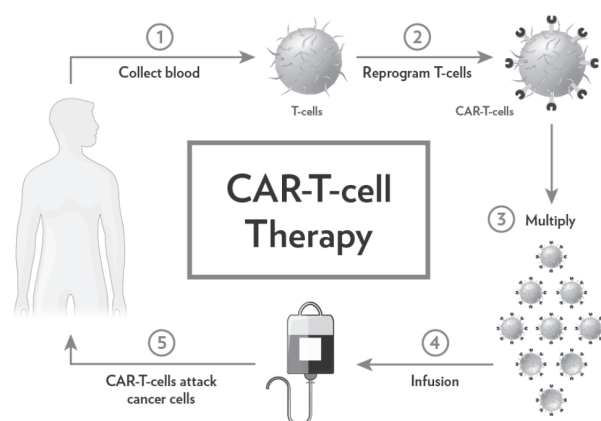 1
Collect blood
T-cells
2
Reprogram T-cells
CAR-T-cells
3
Multiply
CAR-T-cell
Therapy
4
Infusion
5
CAR-T-cells attack
cancer cells